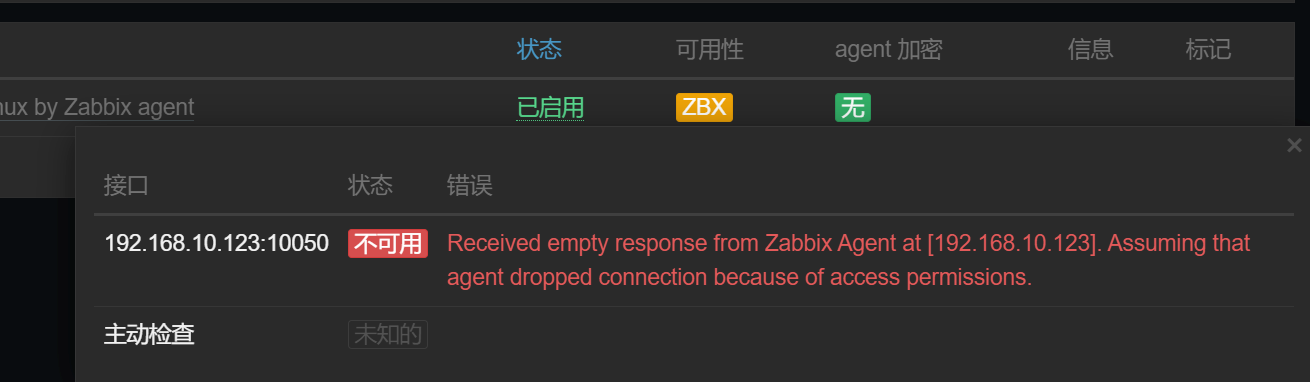 状态 可用性 agent 加密 信息 标记
nux by Zabbix agent 已启用 ZBX 无
接口 状态 错误
192.168.10.123:10050 不可用 Received empty response from Zabbix Agent at [192.168.10.123]. Assuming that
agent dropped connection because of access permissions.
主动检查 未知的